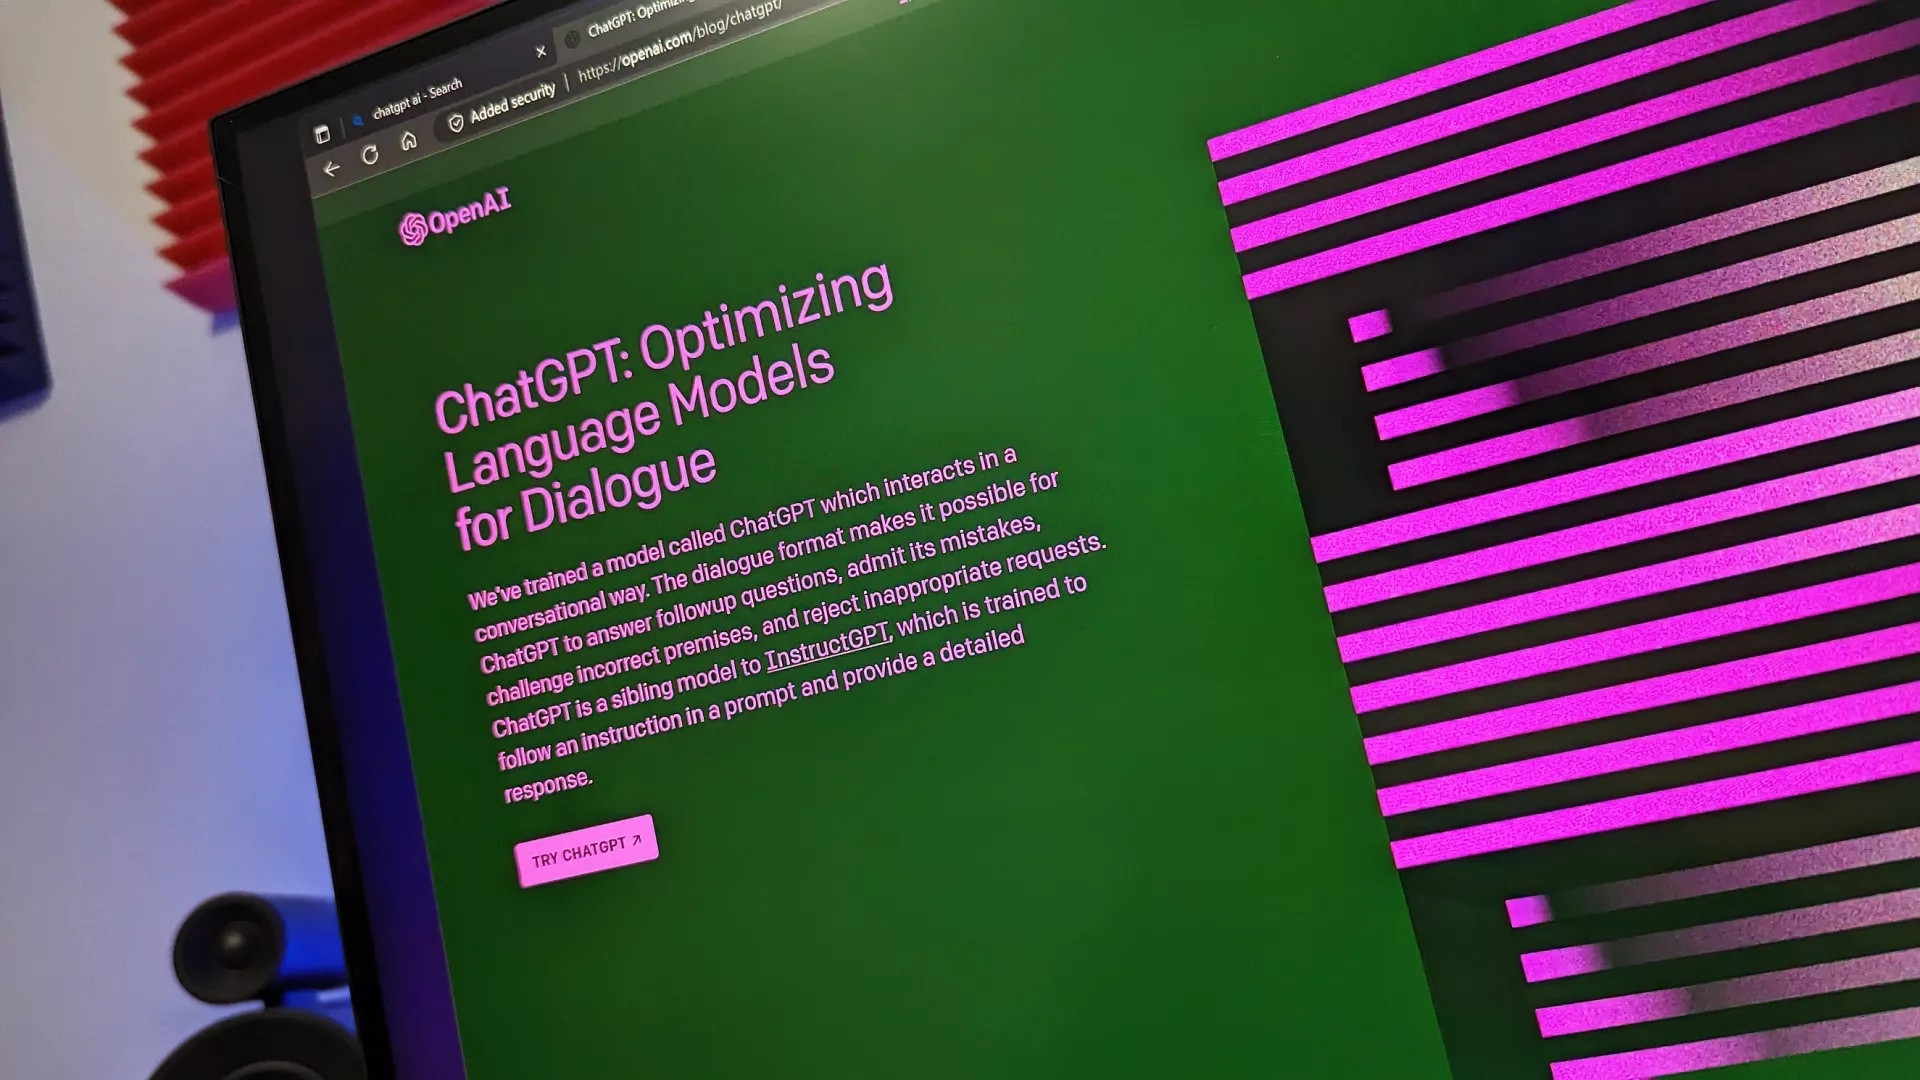 chatgpt ai - Search
ChatGPT: Optimizing
Added security
https://openai.com/blog/chatgpt/
OpenAI
ChatGPT: Optimizing
Language Models
for Dialogue
We've trained a model called ChatGPT which interacts in a
conversational way. The dialogue format makes it possible for
ChatGPT to answer followup questions, admit its mistakes,
challenge incorrect premises, and reject inappropriate requests.
ChatGPT is a sibling model to InstructGPT, which is trained to
follow an instruction in a prompt and provide a detailed
response.
TRY CHATGPT ↗